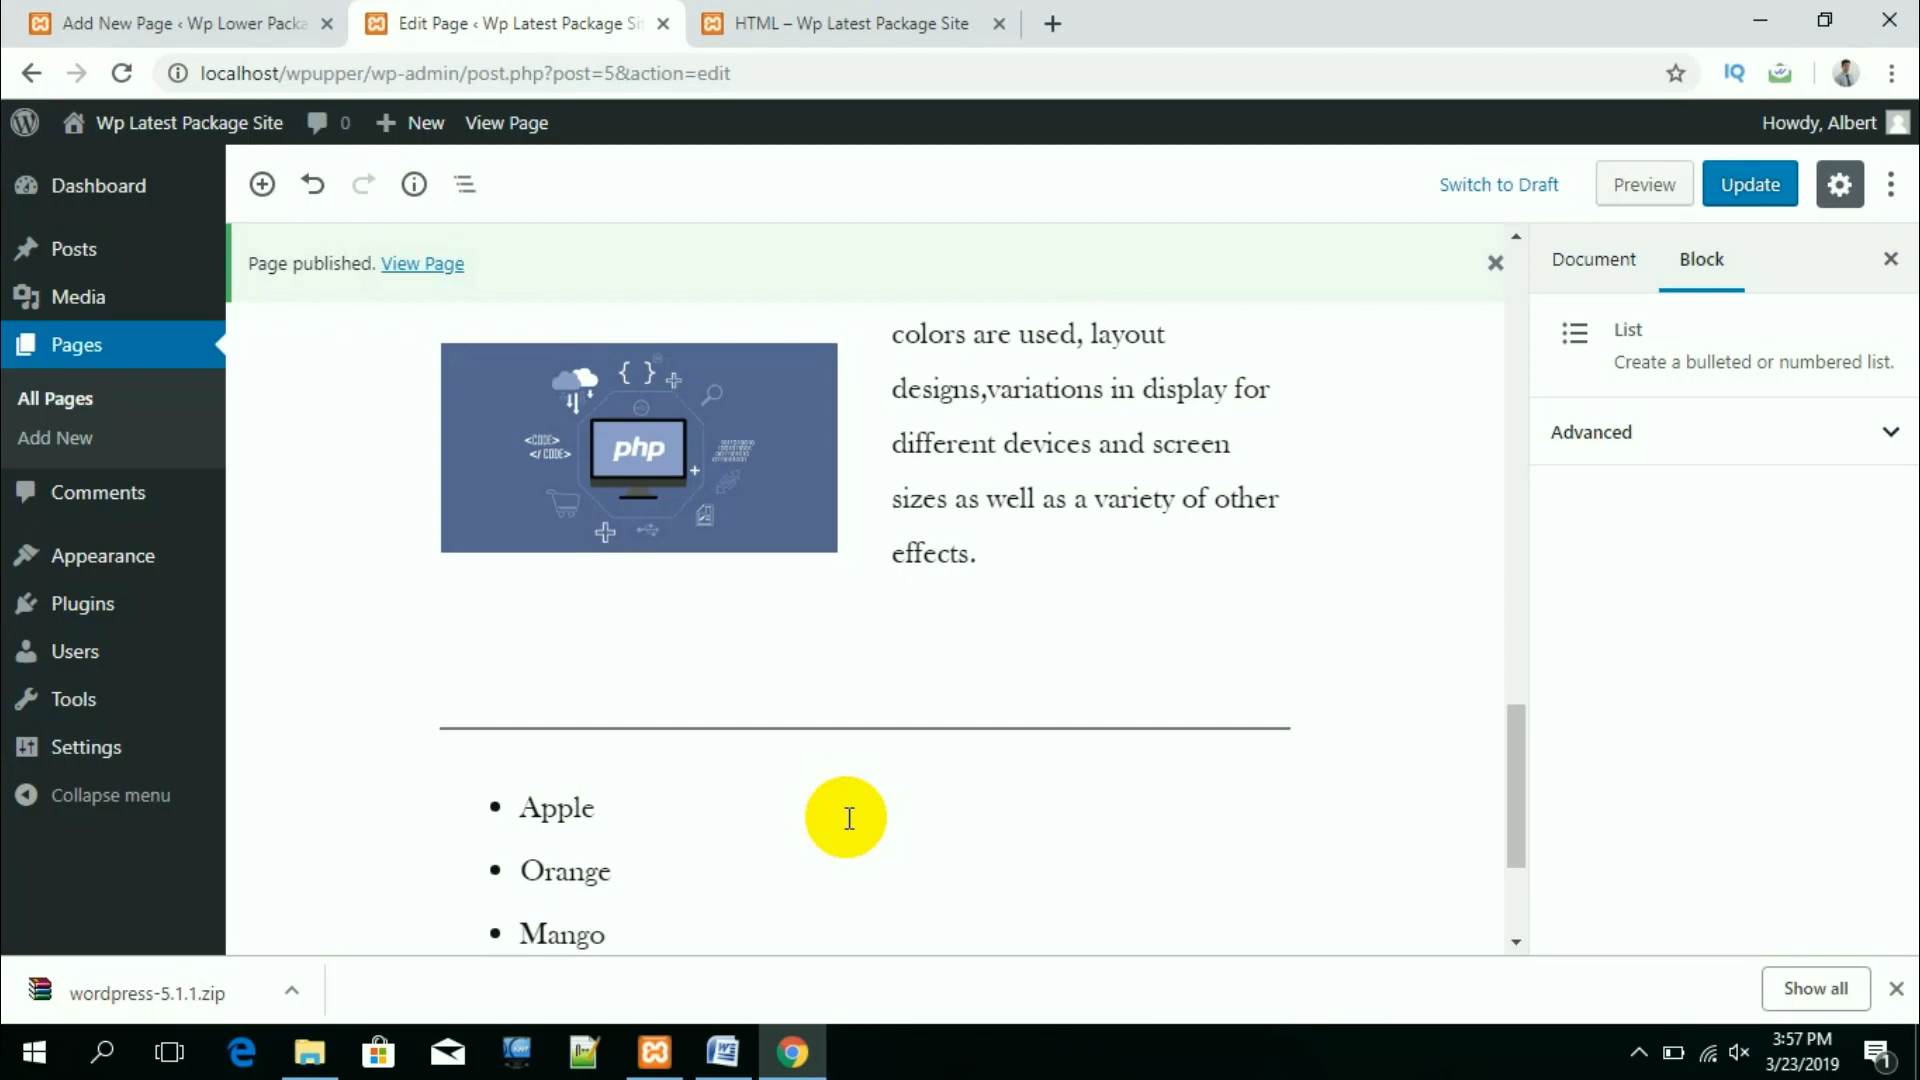 Add New Page ‹ Wp Lower Packa
Edit Page ‹ Wp Latest Package Si
HTML – Wp Latest Package Site
localhost/wpupper/wp-admin/post.php?post=5&action=edit
IQ
Wp Latest Package Site
0
New
View Page
Howdy, Albert
Dashboard
Posts
Media
Pages
All Pages
Add New
Comments
Appearance
Plugins
Users
Tools
Settings
Collapse menu
Switch to Draft
Preview
Update
Page published. View Page
Document
Block
List
Create a bulleted or numbered list.
Advanced
{ }
<CODE>
</ CODE>
php
colors are used, layout
designs,variations in display for
different devices and screen
sizes as well as a variety of other
effects.
• Apple
• Orange
• Mango
wordpress-5.1.1.zip
Show all
3:57 PM
3/23/2019
1